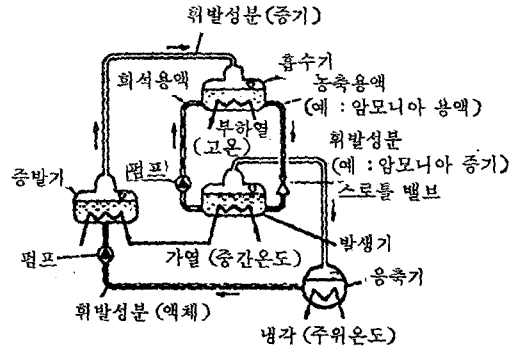 휘발성분(증기)
흡수기
희석용액
농축용액
(예 : 암모니아 용액)
부하열
(고온)
휘발성분
(예 : 암모니아 증기)
펌프
스로틀 밸브
증발기
발생기
가열 (중간온도)
펌프
응축기
휘발성분 (액체)
냉각 (주위온도)